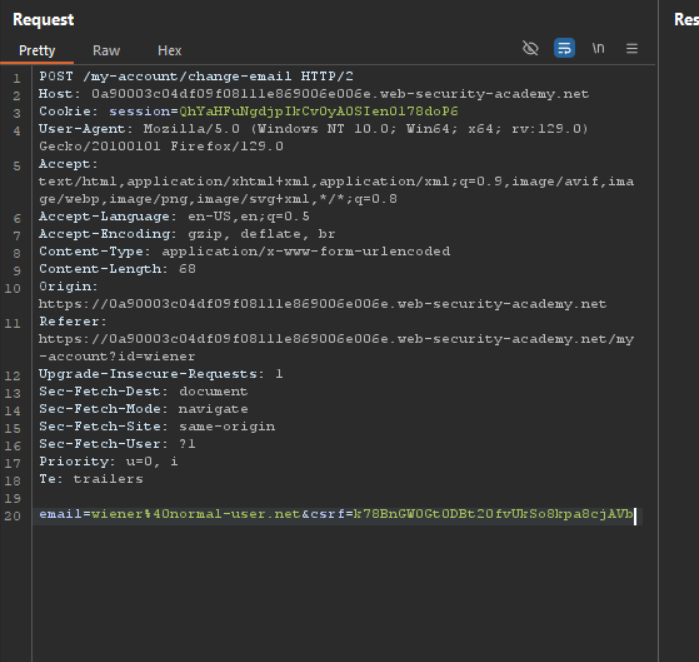 Request
Res
Pretty Raw Hex
\n
1 POST /my-account/change-email HTTP/2
2 Host: 0a90003c04df09f08111e869006e006e.web-security-academy.net
3 Cookie: session=QhYaHFuNgdjpIkCvOyAOSIen0l78doP6
4 User-Agent: Mozilla/5.0 (Windows NT 10.0; Win64; x64; rv:129.0)
Gecko/20100101 Firefox/129.0
5 Accept:
text/html,application/xhtml+xml,application/xml;q=0.9,image/avif,ima
ge/webp,image/png,image/svg+xml,*/*;q=0.8
6 Accept-Language: en-US,en;q=0.5
7 Accept-Encoding: gzip, deflate, br
8 Content-Type: application/x-www-form-urlencoded
9 Content-Length: 68
10 Origin:
https://0a90003c04df09f08111e869006e006e.web-security-academy.net
11 Referer:
https://0a90003c04df09f08111e869006e006e.web-security-academy.net/my
-account?id=wiener
12 Upgrade-Insecure-Requests: 1
13 Sec-Fetch-Dest: document
14 Sec-Fetch-Mode: navigate
15 Sec-Fetch-Site: same-origin
16 Sec-Fetch-User: ?1
17 Priority: u=0, i
18 Te: trailers
19
20 email=wiener%40normal-user.net&csrf=k78BnGW0Gt0DBt20fvUkSo8kpa8cjAVb